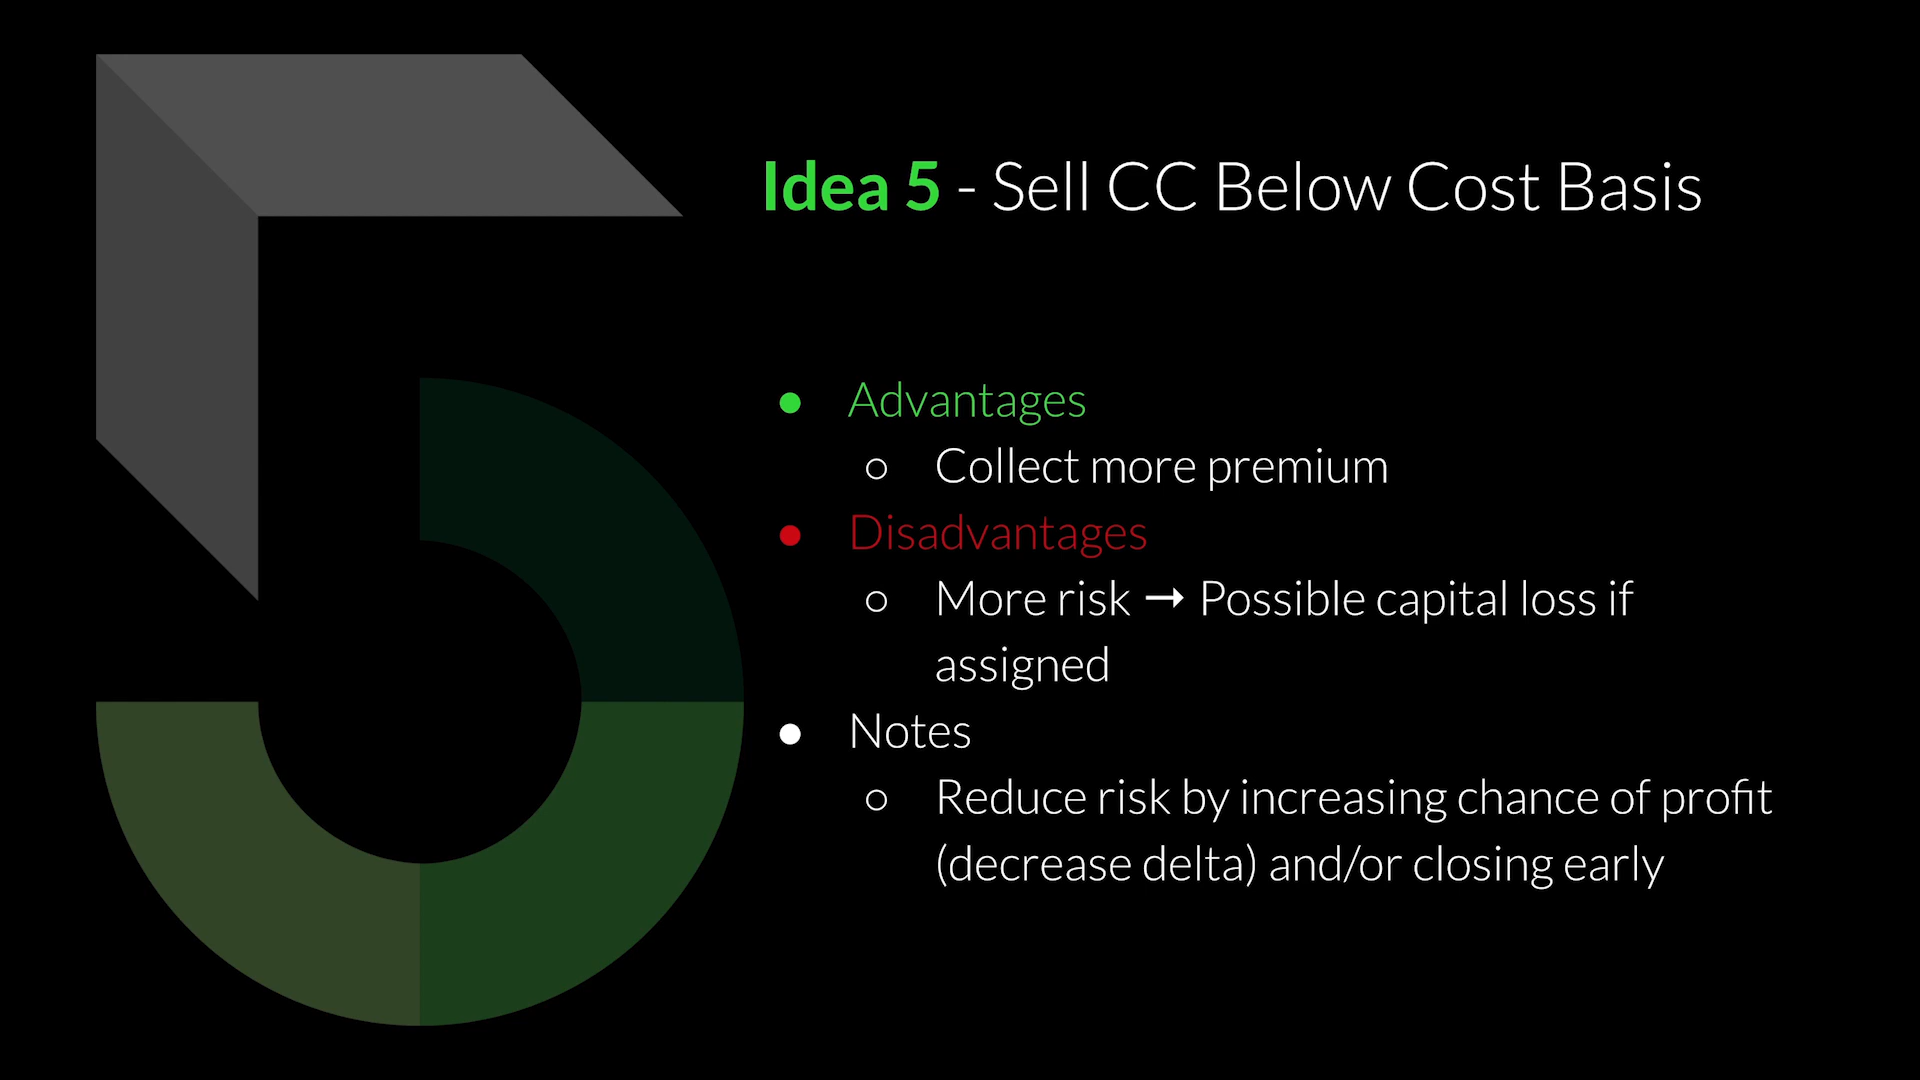 Idea 5 - Sell CC Below Cost Basis
● Advantages
○ Collect more premium
● Disadvantages
○ More risk → Possible capital loss if
assigned
● Notes
○ Reduce risk by increasing chance of profit
(decrease delta) and/or closing early